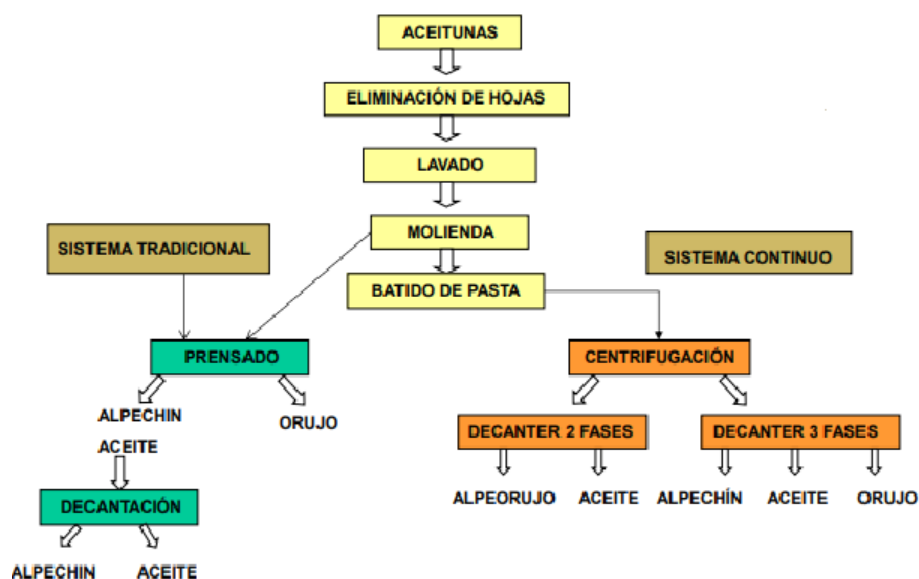 ACEITUNAS
ELIMINACIÓN DE HOJAS
LAVADO
MOLIENDA
SISTEMA TRADICIONAL
SISTEMA CONTINUO
BATIDO DE PASTA
PRENSADO
CENTRIFUGACIÓN
ALPECHIN
ORUJO
ACEITE
DECANTER 2 FASES
DECANTER 3 FASES
DECANTACIÓN
ALPEORUJO
ACEITE
ALPECHÍN
ACEITE
ORUJO
ALPECHIN
ACEITE